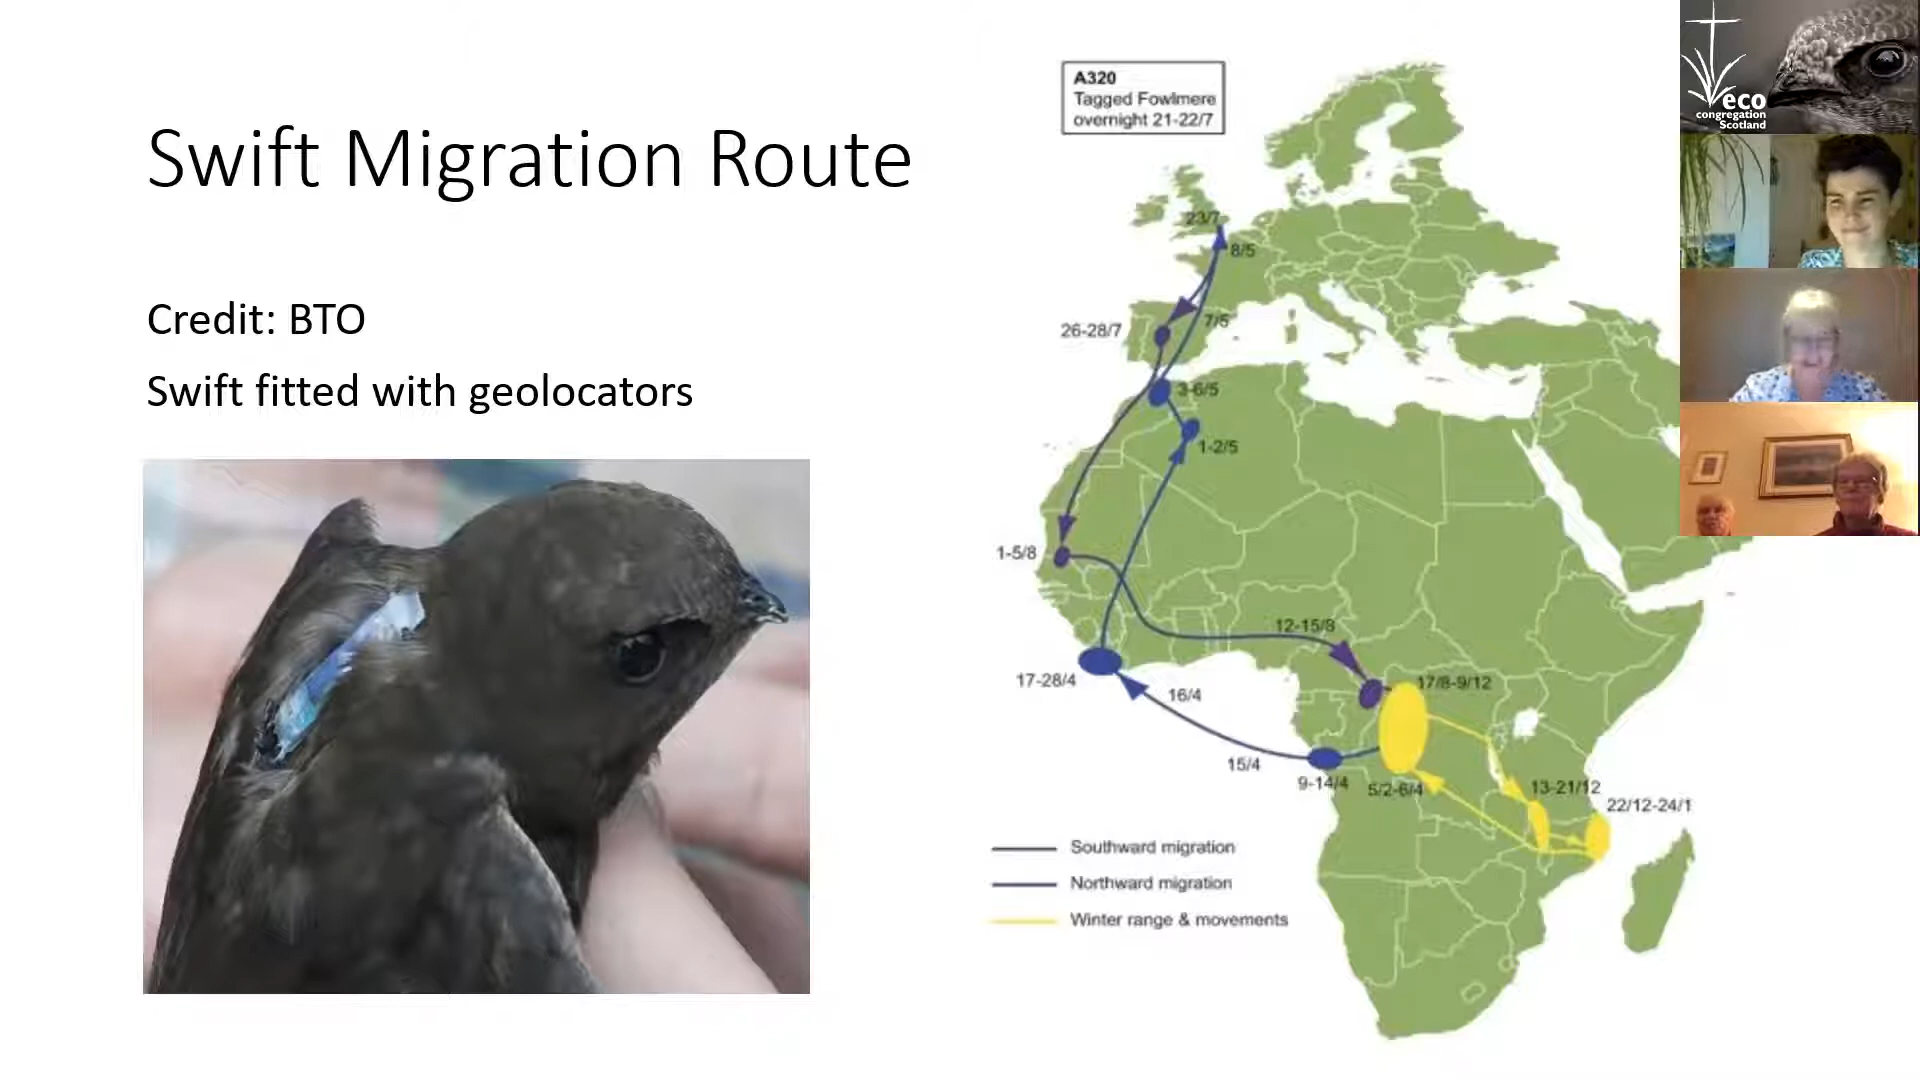 Swift Migration Route
Credit: BTO
Swift fitted with geolocators
A320
Tagged Fowlmere
overnight 21-22/7
23/7
8/5
26-28/7
7/5
3-6/5
1-2/5
1-5/8
12-15/8
17-28/4
16/4
17/8-9/12
15/4
9-14/4
5/2-6/4
13-21/12
22/12-24/1
Southward migration
Northward migration
Winter range & movements
eco
congregation
Scotland